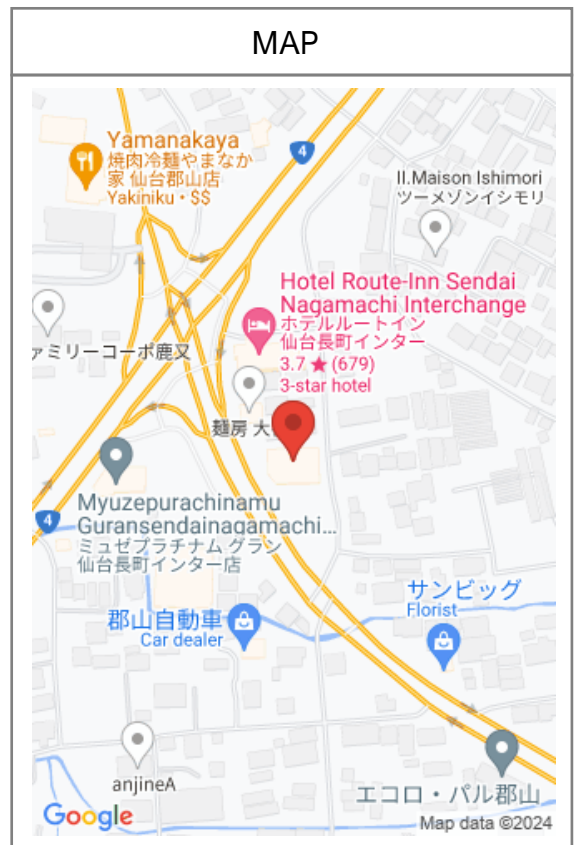 MAP
Yamanakaya
焼肉冷麺やまなか
家 仙台郡山店
Yakiniku・$$
4
II.Maison Ishimori
ツーメゾンイシモリ
Hotel Route-Inn Sendai
Nagamachi Interchange
ホテルルートイン
仙台長町インター
3.7 ★ (679)
3-star hotel
ァミリーコーポ鹿又
麺房 大
Myuzepurachinamu
Guransendainagamachi...
ミュゼプラチナム グラン
仙台長町インター店
4
サンビッグ
Florist
郡山自動車
Car dealer
anjineA
エコロ・パル郡山
Google
Map data ©2024